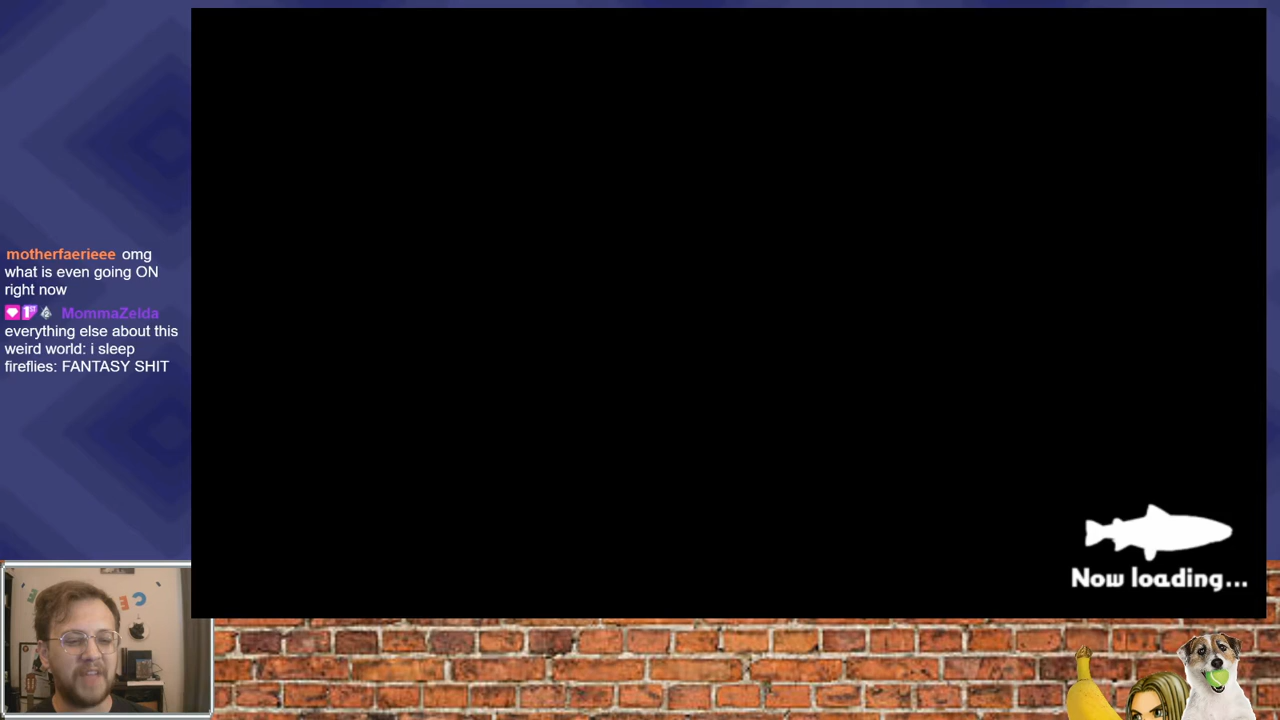 motherfaerieee omg
what is even going ON
right now
MommaZelda
everything else about this
weird world: i sleep
fireflies: FANTASY SHIT
Now loading...